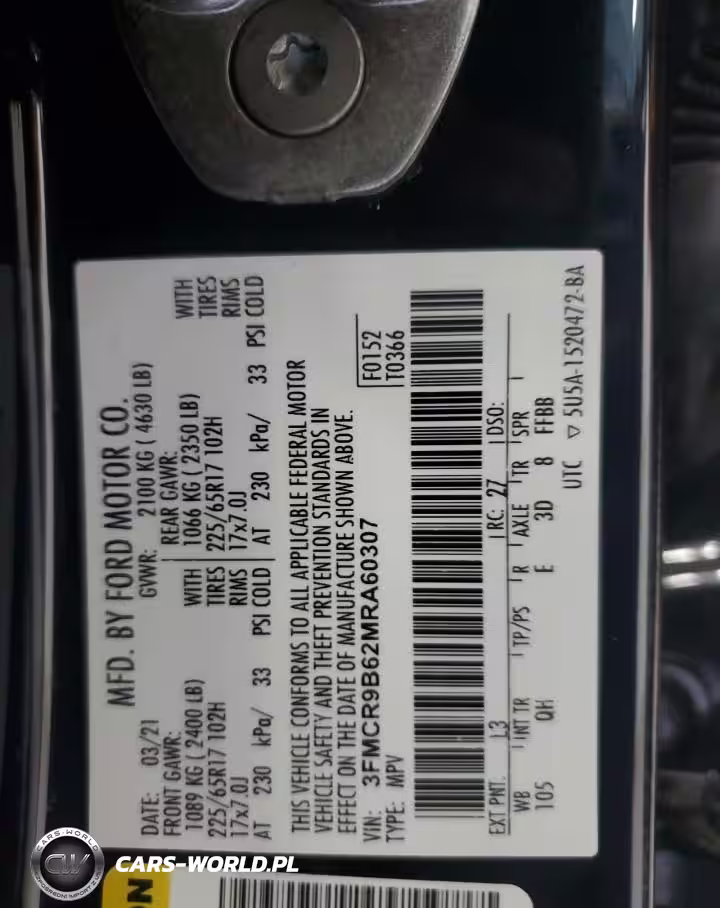 MFD. BY FORD MOTOR CO.
DATE: 03/21 GVWR: 2100 KG ( 4630 LB)
FRONT GAWR: REAR GAWR:
1089 KG ( 2400 LB) WITH 1066 KG ( 2350 LB) WITH
225/65R17 102H TIRES 225/65R17 102H TIRES
17x7.0J RIMS 17x7.0J RIMS
AT 230 kPa/ 33 PSI COLD AT 230 kPa/ 33 PSI COLD
THIS VEHICLE CONFORMS TO ALL APPLICABLE FEDERAL MOTOR
VEHICLE SAFETY AND THEFT PREVENTION STANDARDS IN
EFFECT ON THE DATE OF MANUFACTURE SHOWN ABOVE.
VIN: 3FMCR9B62MRA60307 F0152
TYPE: MPV T0366
EXT PNT: L3 RC: 27 DSO:
WB INT TR TP/PS R AXLE TR SPR
105 QH E 3D 8 FFBB
UTC ▽ 5U5A-1520472-BA
CARS-WORLD
CW
CARS-WORLD.PL